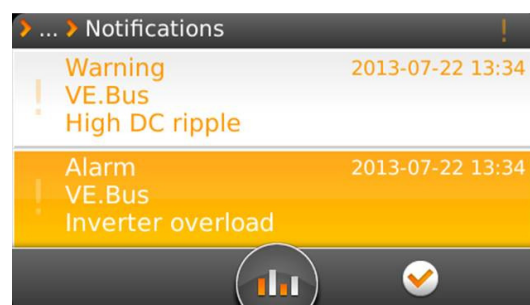 ... Notifications
Warning 2013-07-22 13:34
VE.Bus
High DC ripple
Alarm 2013-07-22 13:34
VE.Bus
Inverter overload